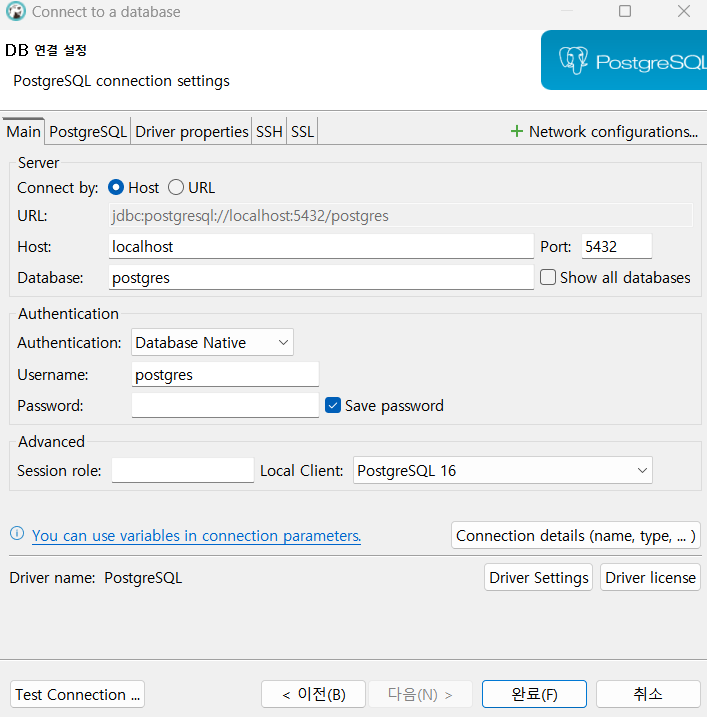 Connect to a database
DB 연결 설정
PostgreSQL connection settings
PostgreSQL
Main PostgreSQL Driver properties SSH SSL + Network configurations...
Server
Connect by: Host URL
URL: jdbc:postgresql://localhost:5432/postgres
Host: localhost Port: 5432
Database: postgres Show all databases
Authentication
Authentication: Database Native
Username: postgres
Password: Save password
Advanced
Session role: Local Client: PostgreSQL 16
You can use variables in connection parameters.
Connection details (name, type, ... )
Driver name: PostgreSQL Driver Settings Driver license
Test Connection ... < 이전(B) 다음(N) > 완료(F) 취소